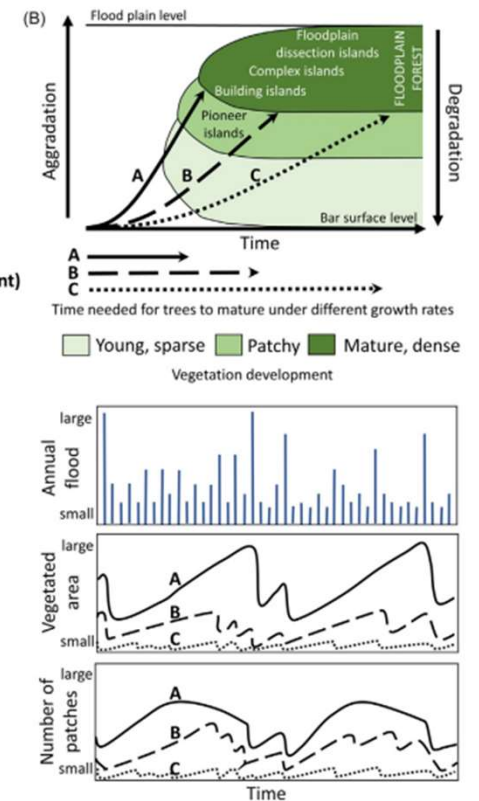 (B)
Flood plain level
Floodplain
dissection islands
Complex islands
Building islands
FLOODPLAIN
FOREST
Pioneer
islands
Aggradation
Degradation
A
B
C
Bar surface level
Time
A
B
nt)
C
Time needed for trees to mature under different growth rates
Young, sparse
Patchy
Mature, dense
Vegetation development
large
Annual
flood
small
large
Vegetated
area
small
A
B
C
large
Number of
patches
small
A
B
C
Time